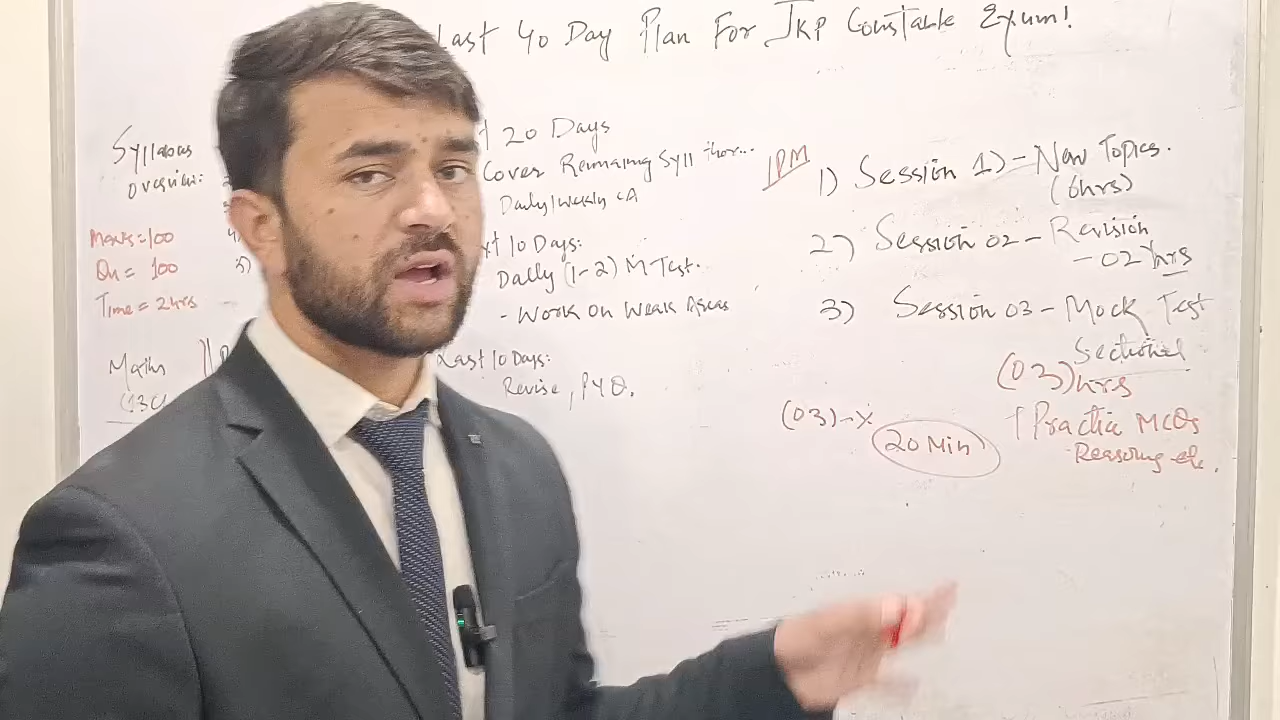 Last 40 Day Plan For JKP Constable Exam!
Syllabus
Overview:
Marks=100
Qn = 100
Time = 2hrs
Maths
5)
20 Days
Cover Remaining Syll thor...
Daily/weekly CA
xt 10 Days:
Daily (1-2) M Test.
- Work on Weak Areas
Last 10 Days:
Revise, PYQ.
1) Session 1) - New Topics.
(6hrs)
2) Session 02 - Revision
- 02 hrs
3) Session 03 - Mock Test
Sectional
(03) hrs
(03) - X
20 Min
Practice MCQs
Reasoning etc.